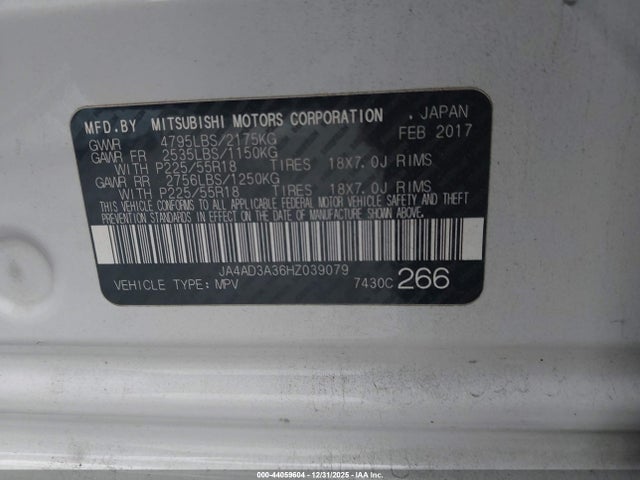 MFD.BY MITSUBISHI MOTORS CORPORATION . JAPAN
GVWR 4795LBS/2175KG FEB 2017
GAWR FR 2535LBS/1150KG
WITH P225/55R18 TIRES 18X7.0J RIMS
GAWR RR 2756LBS/1250KG
WITH P225/55R18 TIRES 18X7.0J RIMS
THIS VEHICLE CONFORMS TO ALL APPLICABLE FEDERAL MOTOR VEHICLE SAFETY AND THEFT
PREVENTION STANDARDS IN EFFECT ON THE DATE OF MANUFACTURE SHOWN ABOVE.
JA4AD3A36HZ039079
VEHICLE TYPE: MPV 7430C 266
000-44059604 - 12/31/2025 - IAA Inc.